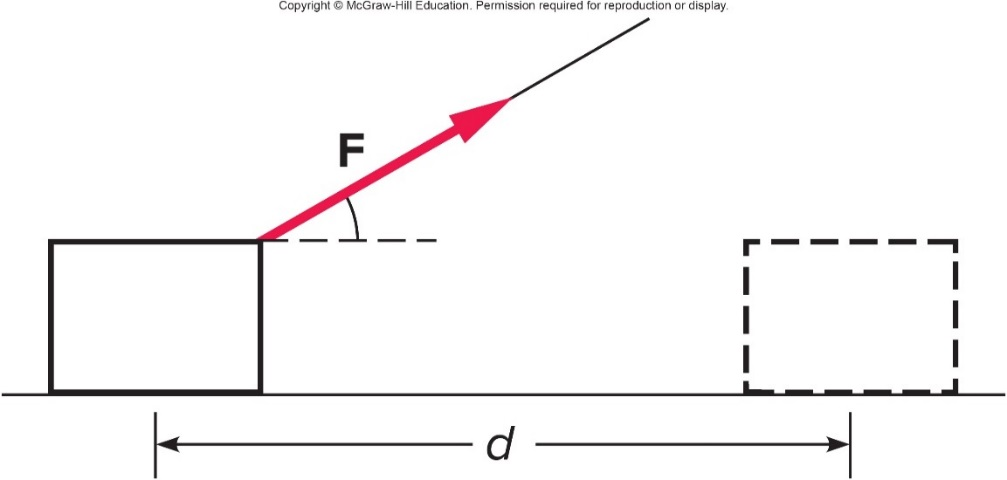 Copyright © McGraw-Hill Education. Permission required for reproduction or display.
F
d